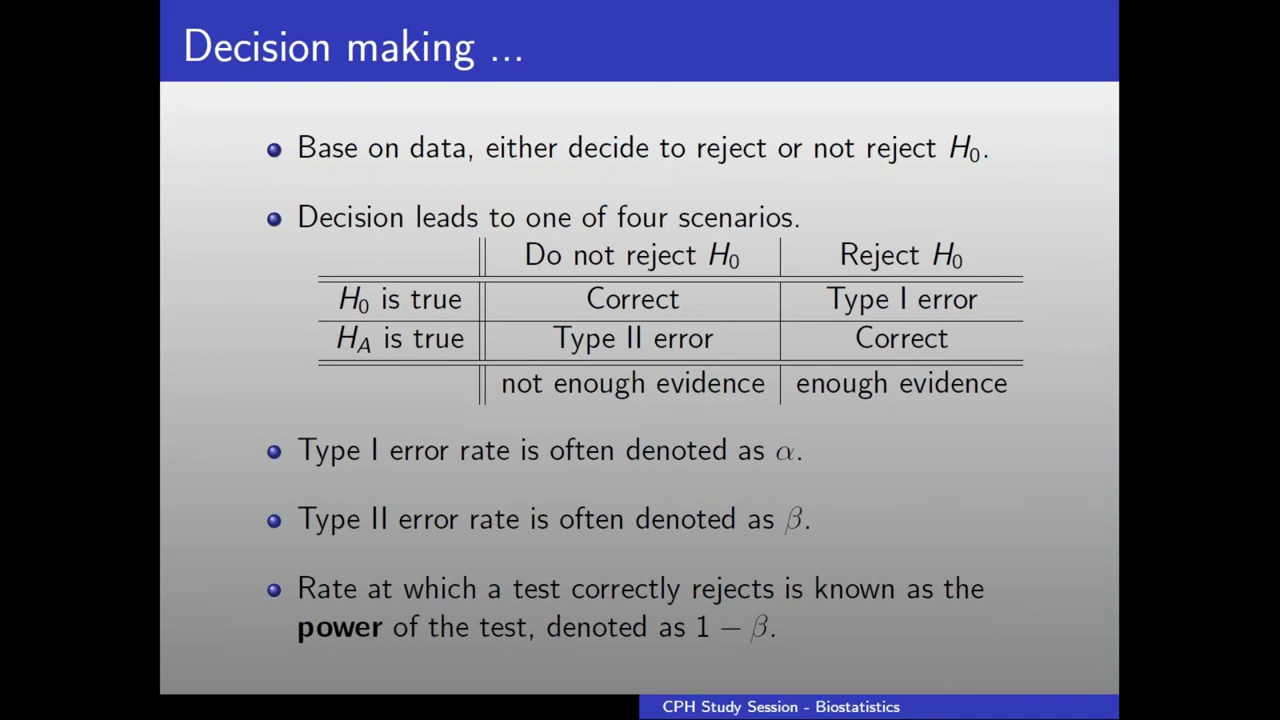 Decision making ...
Base on data, either decide to reject or not reject H₀.
Decision leads to one of four scenarios.
Do not reject H₀ Reject H₀
H₀ is true Correct Type I error
H_A is true Type II error Correct
not enough evidence enough evidence
Type I error rate is often denoted as α.
Type II error rate is often denoted as β.
Rate at which a test correctly rejects is known as the
power of the test, denoted as 1 − β.
CPH Study Session - Biostatistics